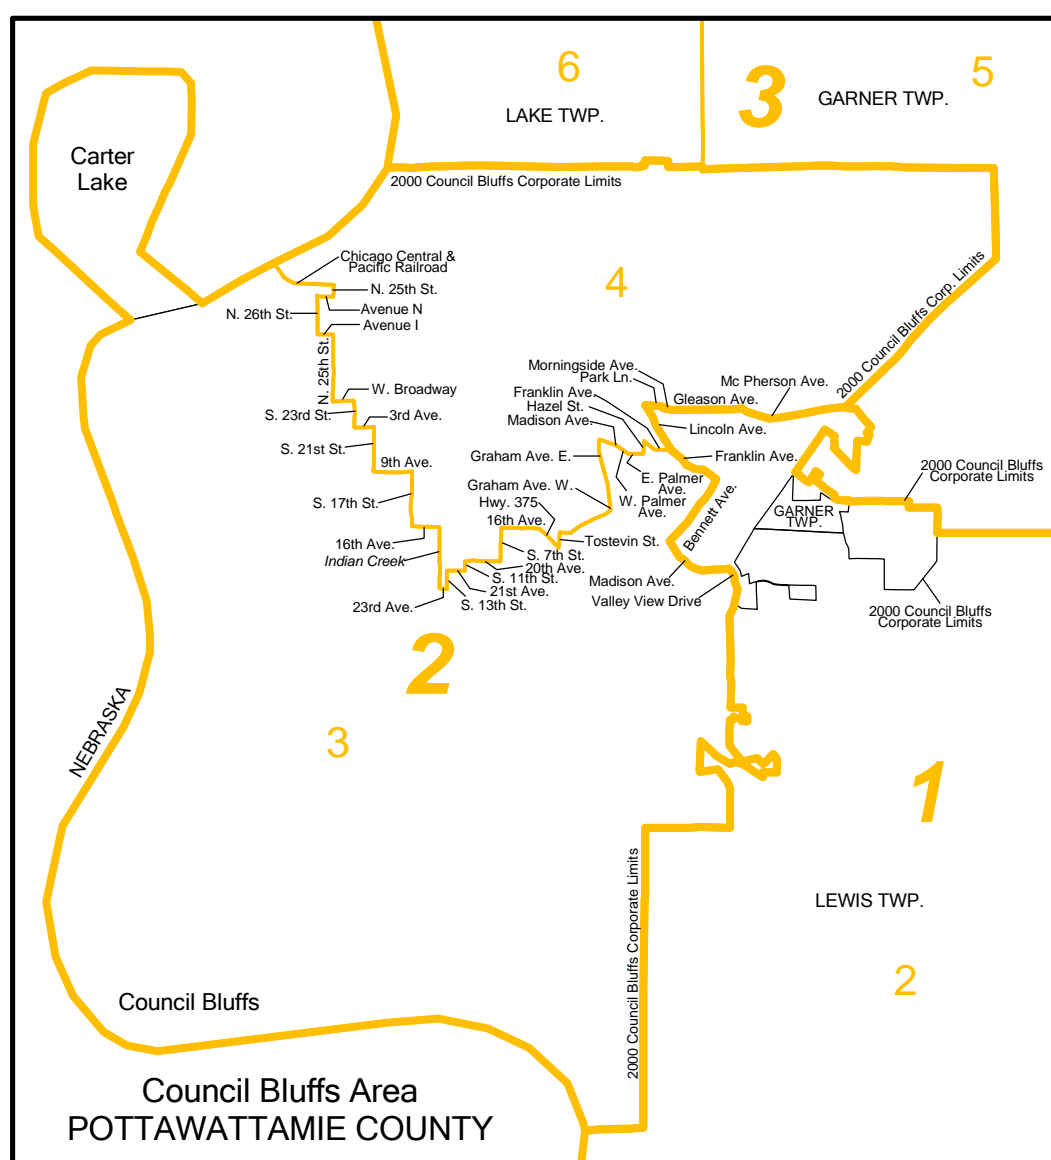 6
3
5
LAKE TWP.
GARNER TWP.
Carter
Lake
2000 Council Bluffs Corporate Limits
Chicago Central &
Pacific Railroad
4
2000 Council Bluffs Corp. Limits
N. 25th St.
Avenue N
N. 26th St.
Avenue I
N. 25th St.
W. Broadway
S. 23rd St.
3rd Ave.
S. 21st St.
9th Ave.
S. 17th St.
16th Ave.
Indian Creek
23rd Ave.
S. 13th St.
21st Ave.
S. 11th St.
20th Ave.
S. 7th St.
16th Ave.
Hwy. 375
Tostevin St.
Graham Ave. W.
Graham Ave. E.
Madison Ave.
Hazel St.
Franklin Ave.
Park Ln.
Morningside Ave.
Gleason Ave.
Mc Pherson Ave.
Lincoln Ave.
Franklin Ave.
E. Palmer
Ave.
W. Palmer
Ave.
Bennett Ave.
Madison Ave.
Valley View Drive
GARNER
TWP.
2000 Council Bluffs
Corporate Limits
2000 Council Bluffs
Corporate Limits
2
NEBRASKA
3
1
LEWIS TWP.
2
2000 Council Bluffs Corporate Limits
Council Bluffs
Council Bluffs Area
POTTAWATTAMIE COUNTY